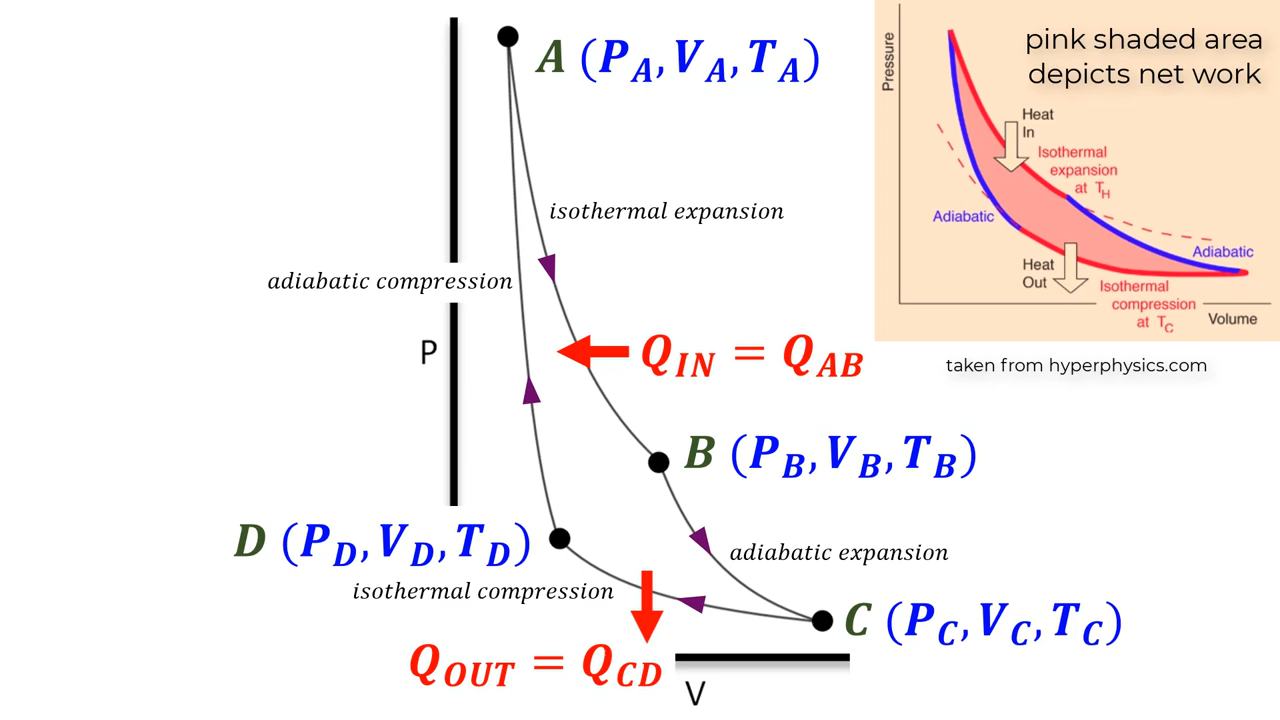 A (P_A, V_A, T_A)
isothermal expansion
adiabatic compression
P
Q_IN = Q_AB
B (P_B, V_B, T_B)
D (P_D, V_D, T_D)
adiabatic expansion
isothermal compression
C (P_C, V_C, T_C)
Q_OUT = Q_CD
V
pink shaded area
depicts net work
Pressure
Heat
In
Isothermal
expansion
at T_H
Adiabatic
Adiabatic
Heat
Out
Isothermal
compression
at T_C
Volume
taken from hyperphysics.com